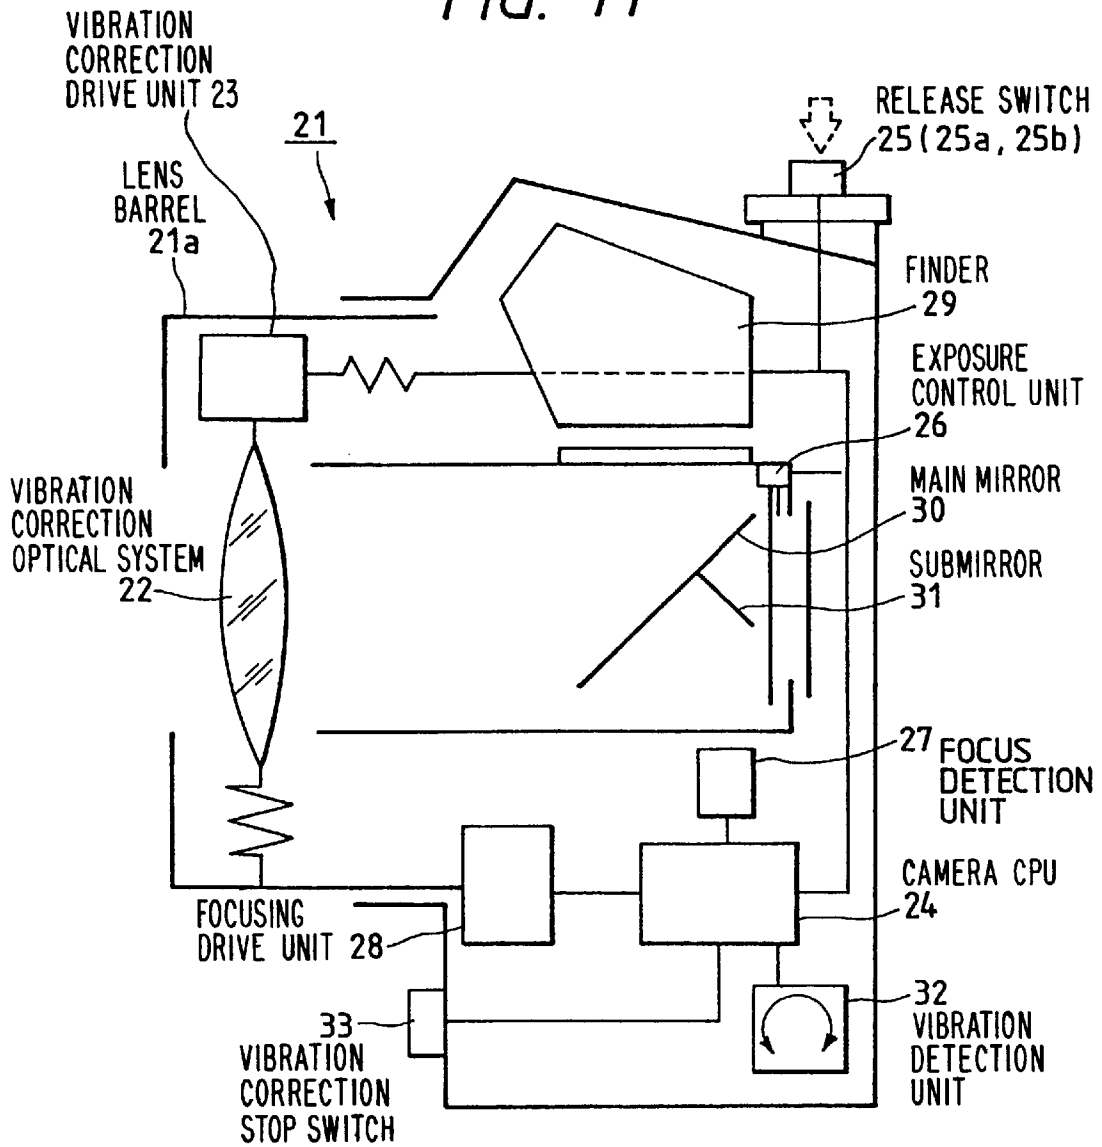 FIG. 11
VIBRATION
CORRECTION
DRIVE UNIT 23
21
RELEASE SWITCH
25 (25a, 25b)
LENS
BARREL
21a
FINDER
29
EXPOSURE
CONTROL UNIT
26
VIBRATION
CORRECTION
OPTICAL SYSTEM
22
MAIN MIRROR
30
SUBMIRROR
31
27 FOCUS
DETECTION
UNIT
CAMERA CPU
24
FOCUSING
DRIVE UNIT 28
33
VIBRATION
CORRECTION
STOP SWITCH
32
VIBRATION
DETECTION
UNIT